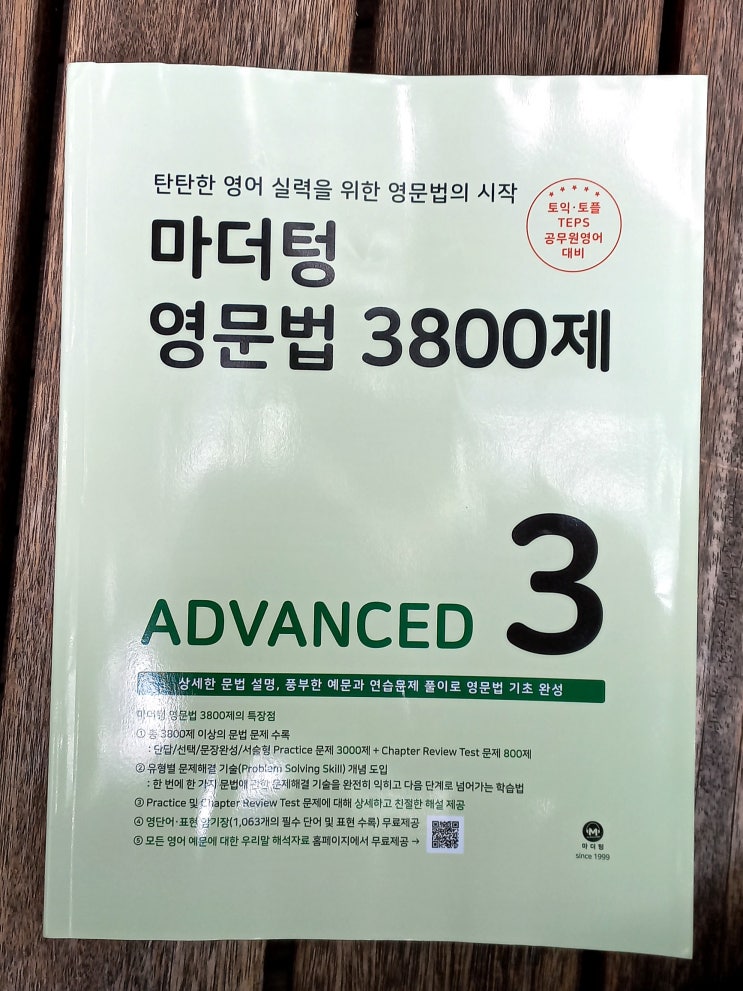 탄탄한 영어 실력을 위한 영문법의 시작
토익·토플
TEPS
공무원영어
대비
마더텅
영문법 3800제
ADVANCED 3
상세한 문법 설명, 풍부한 예문과 연습문제 풀이로 영문법 기초 완성
마더텅 영문법 3800제의 특장점
① 총 3800제 이상의 문법 문제 수록
: 단답/선택/문장완성/서술형 Practice 문제 3000제 + Chapter Review Test 문제 800제
② 유형별 문제해결 기술(Problem Solving Skill) 개념 도입
: 한 번에 한 가지 문법에 관한 문제해결 기술을 완전히 익히고 다음 단계로 넘어가는 학습법
③ Practice 및 Chapter Review Test 문제에 대해 상세하고 친절한 해설 제공
④ 영단어·표현 암기장(1,063개의 필수 단어 및 표현 수록) 무료제공
⑤ 모든 영어 예문에 대한 우리말 해석자료 홈페이지에서 무료제공 →
M
마더텅
since 1999